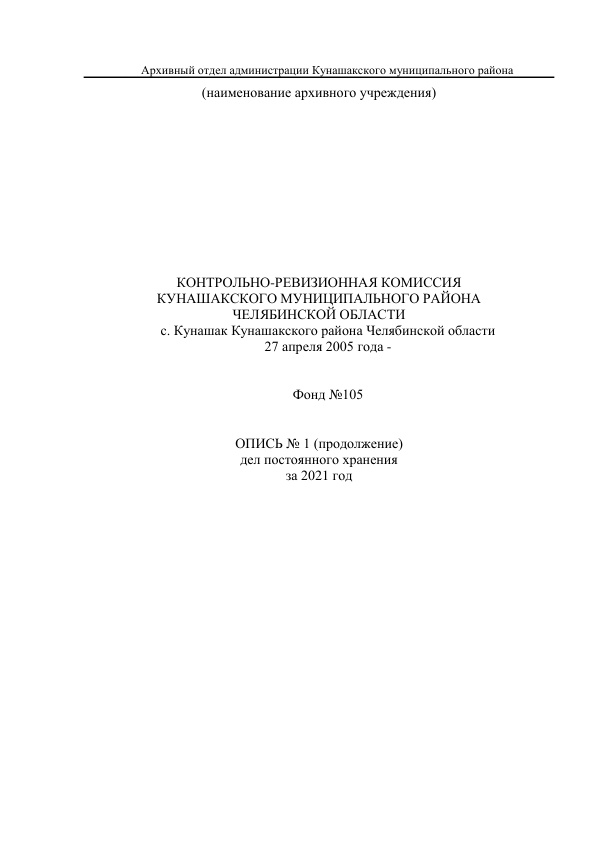 Архивный отдел администрации Кунашакского муниципального района
(наименование архивного учреждения)
КОНТРОЛЬНО-РЕВИЗИОННАЯ КОМИССИЯ
КУНАШАКСКОГО МУНИЦИПАЛЬНОГО РАЙОНА
ЧЕЛЯБИНСКОЙ ОБЛАСТИ
с. Кунашак Кунашакского района Челябинской области
27 апреля 2005 года -
Фонд №105
ОПИСЬ № 1 (продолжение)
дел постоянного хранения
за 2021 год